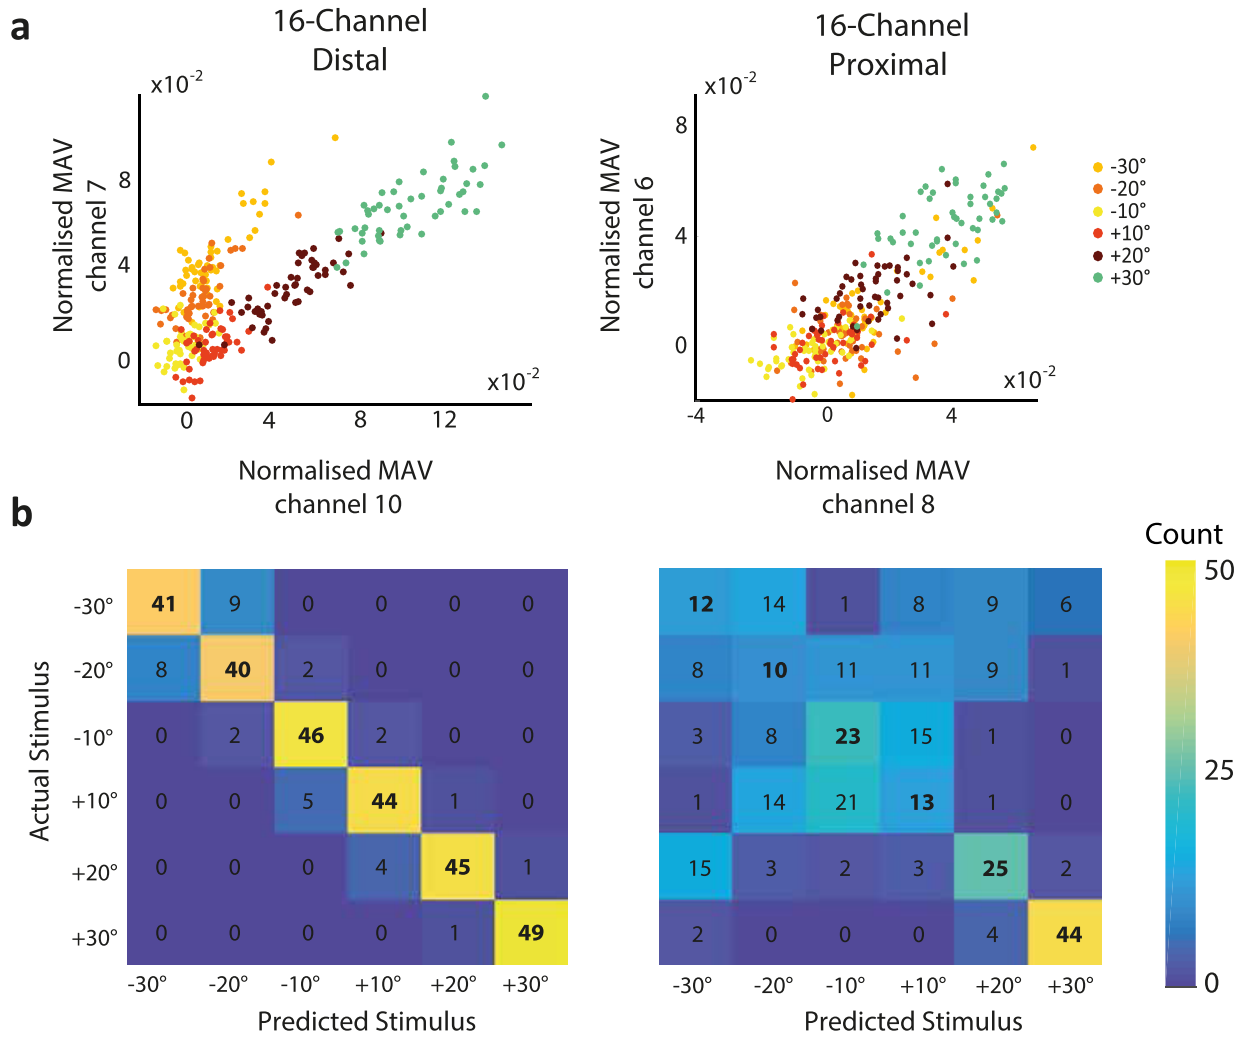 a
16-Channel
Distal
x10-2
Normalised MAV
channel 7
8
4
0
x10-2
0 4 8 12
Normalised MAV
channel 10
16-Channel
Proximal
x10-2
Normalised MAV
channel 6
8
4
0
x10-2
-4 0 4
Normalised MAV
channel 8
-30°
-20°
-10°
+10°
+20°
+30°
b
Actual Stimulus
-30° 41 9 0 0 0 0
-20° 8 40 2 0 0 0
-10° 0 2 46 2 0 0
+10° 0 0 5 44 1 0
+20° 0 0 0 4 45 1
+30° 0 0 0 0 1 49
-30° -20° -10° +10° +20° +30°
Predicted Stimulus
12 14 1 8 9 6
8 10 11 11 9 1
3 8 23 15 1 0
1 14 21 13 1 0
15 3 2 3 25 2
2 0 0 0 4 44
-30° -20° -10° +10° +20° +30°
Predicted Stimulus
Count
50
25
0